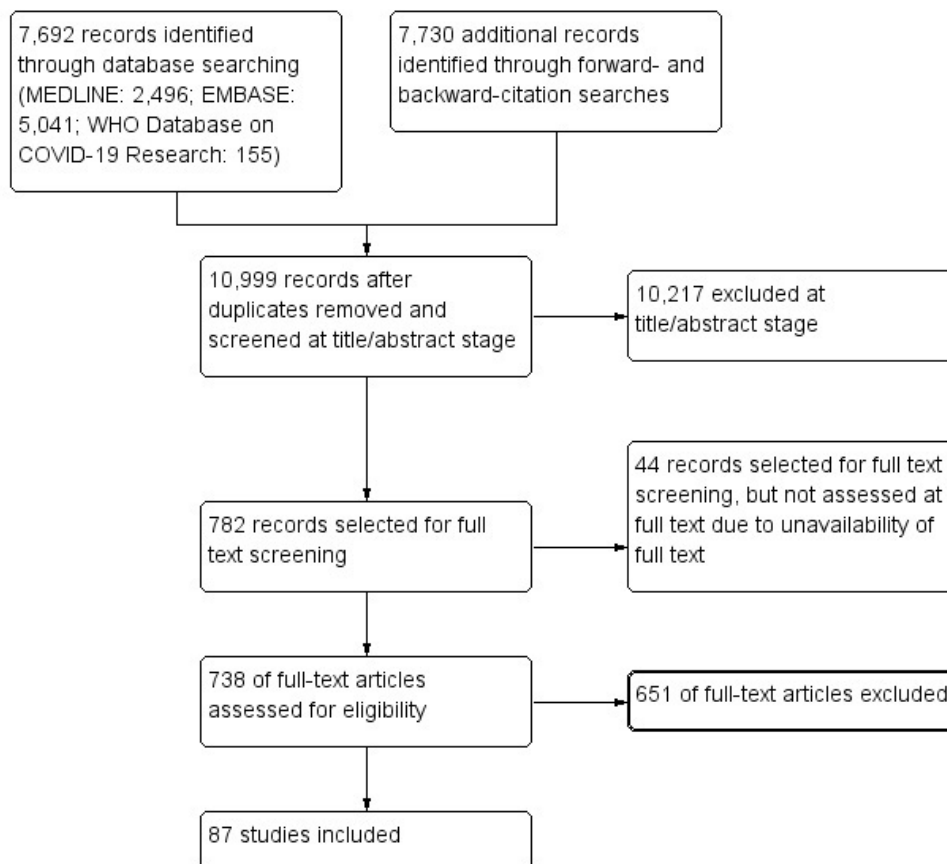 7,692 records identified
through database searching
(MEDLINE: 2,496; EMBASE:
5,041; WHO Database on
COVID-19 Research: 155)
7,730 additional records
identified through forward- and
backward-citation searches
10,999 records after
duplicates removed and
screened at title/abstract stage
10,217 excluded at
title/abstract stage
782 records selected for full
text screening
44 records selected for full text
screening, but not assessed at
full text due to unavailability of
full text
738 of full-text articles
assessed for eligibility
651 of full-text articles excluded
87 studies included